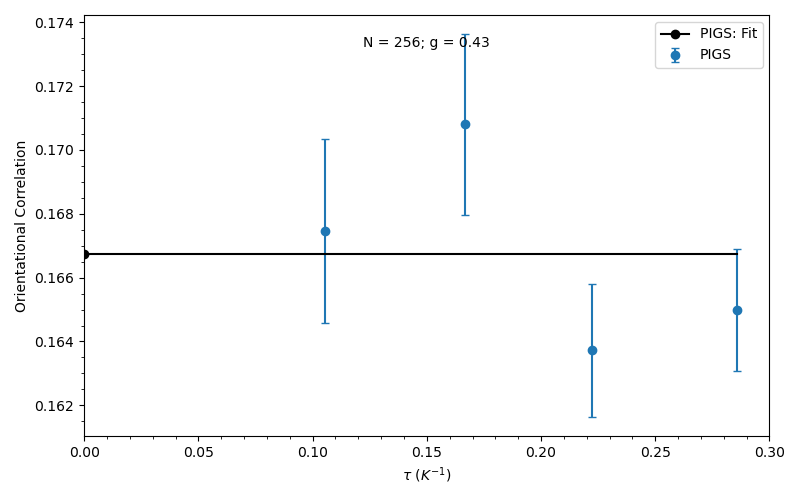 N = 256; g = 0.43
PIGS: Fit
PIGS
Orientational Correlation
0.174
0.172
0.170
0.168
0.166
0.164
0.162
0.00
0.05
0.10
0.15
0.20
0.25
0.30
τ (K⁻¹)